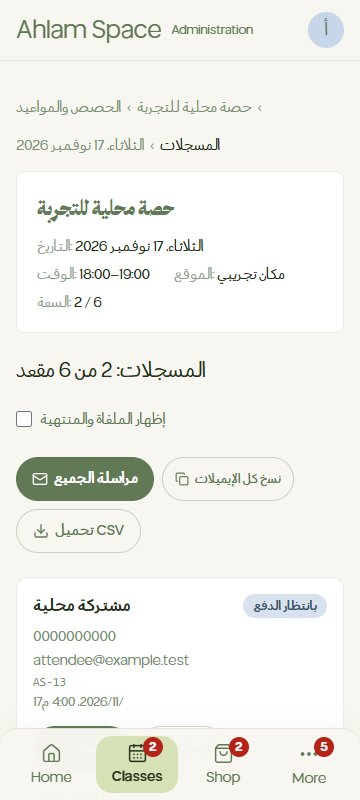 Ahlam Space Administration أ
الحصص والمواعيد › حصة محلية للتجربة ›
الثلاثاء، 17 نوفمبر 2026 › المسجلات
حصة محلية للتجربة
التاريخ: الثلاثاء، 17 نوفمبر 2026
الوقت: 18:00–19:00 الموقع: مكان تجريبي
السعة: 2 / 6
المسجلات: 2 من 6 مقعد
إظهار الملغاة والمنتهية
مراسلة الجميع نسخ كل الإيميلات
تحميل CSV
مشتركة محلية بانتظار الدفع
0000000000
attendee@example.test
AS-13
17‏/11‏/2026، 4:00 م
2 2 5
Home Classes Shop More